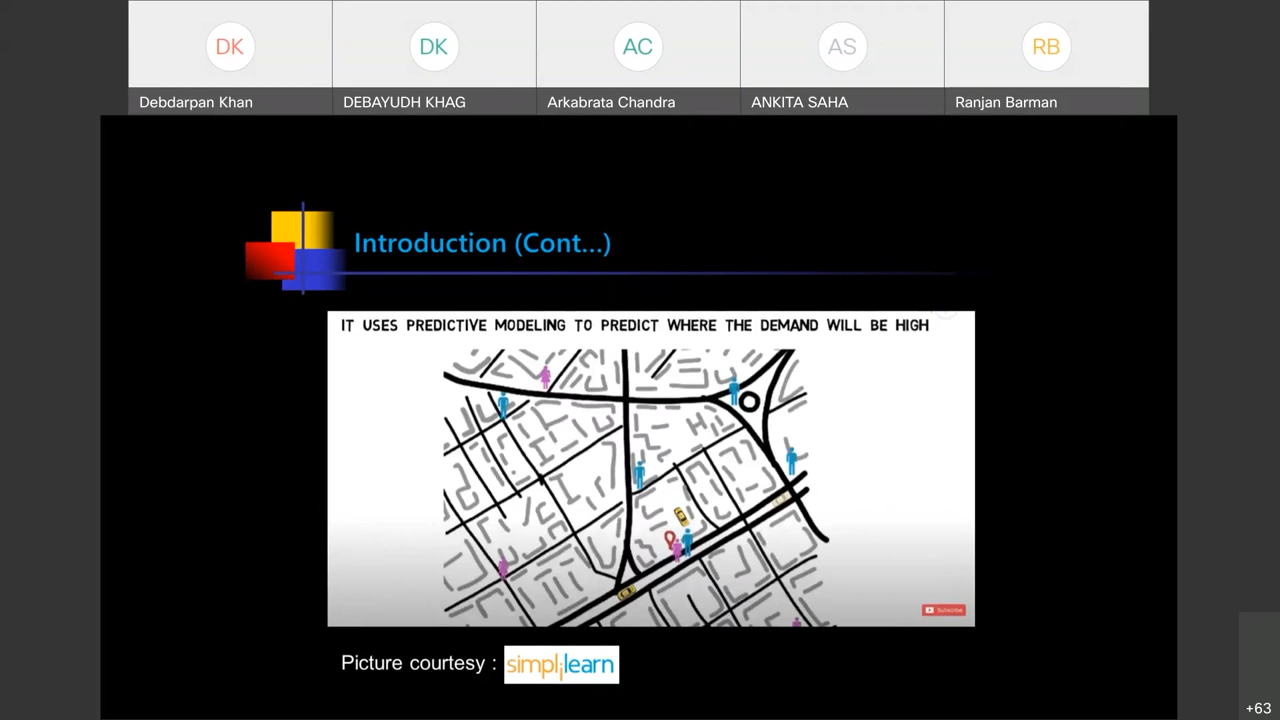 DK
DK
AC
AS
RB
Debdarpan Khan
DEBAYUDH KHAG
Arkabrata Chandra
ANKITA SAHA
Ranjan Barman
Introduction (Cont...)
IT USES PREDICTIVE MODELING TO PREDICT WHERE THE DEMAND WILL BE HIGH
Subscribe
Picture courtesy :
simplilearn
+63